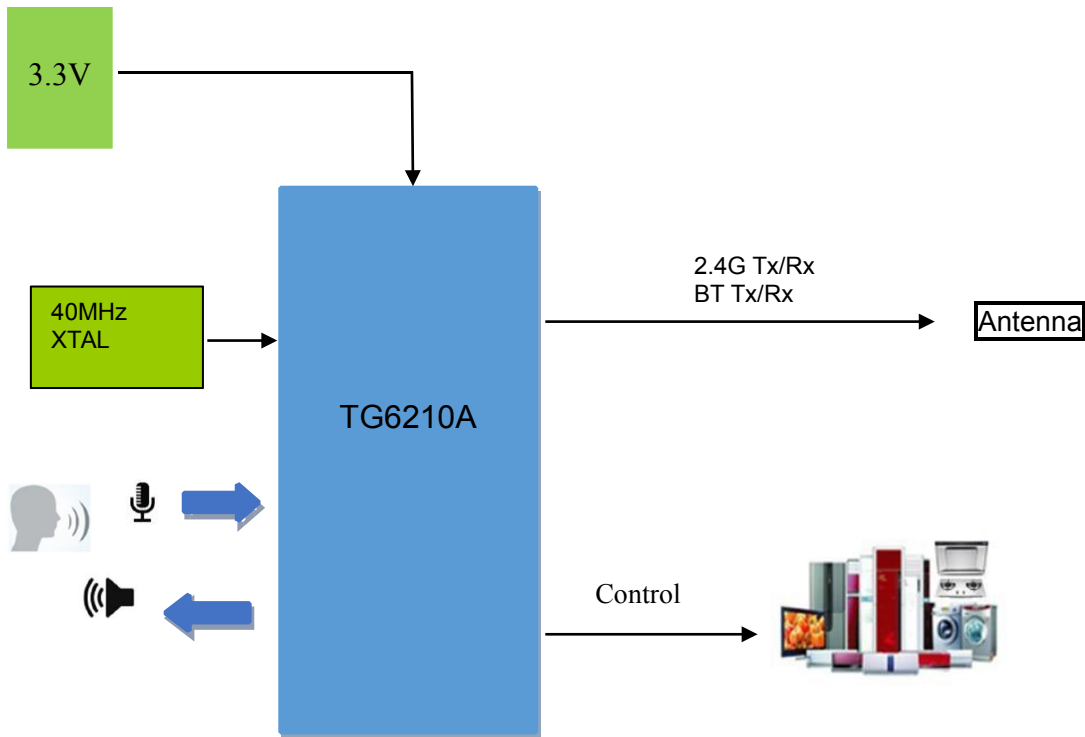 3.3V
2.4G Tx/Rx
BT Tx/Rx
Antenna
40MHz
XTAL
TG6210A
Control